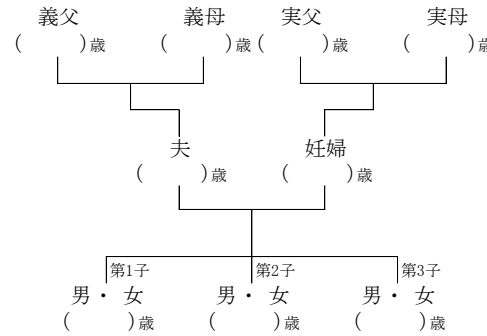 義父 義母 実父 実母
( )歳 ( )歳 ( )歳 ( )歳
夫 妊婦
( )歳 ( )歳
第1子 第2子 第3子
男・女 男・女 男・女
( )歳 ( )歳 ( )歳